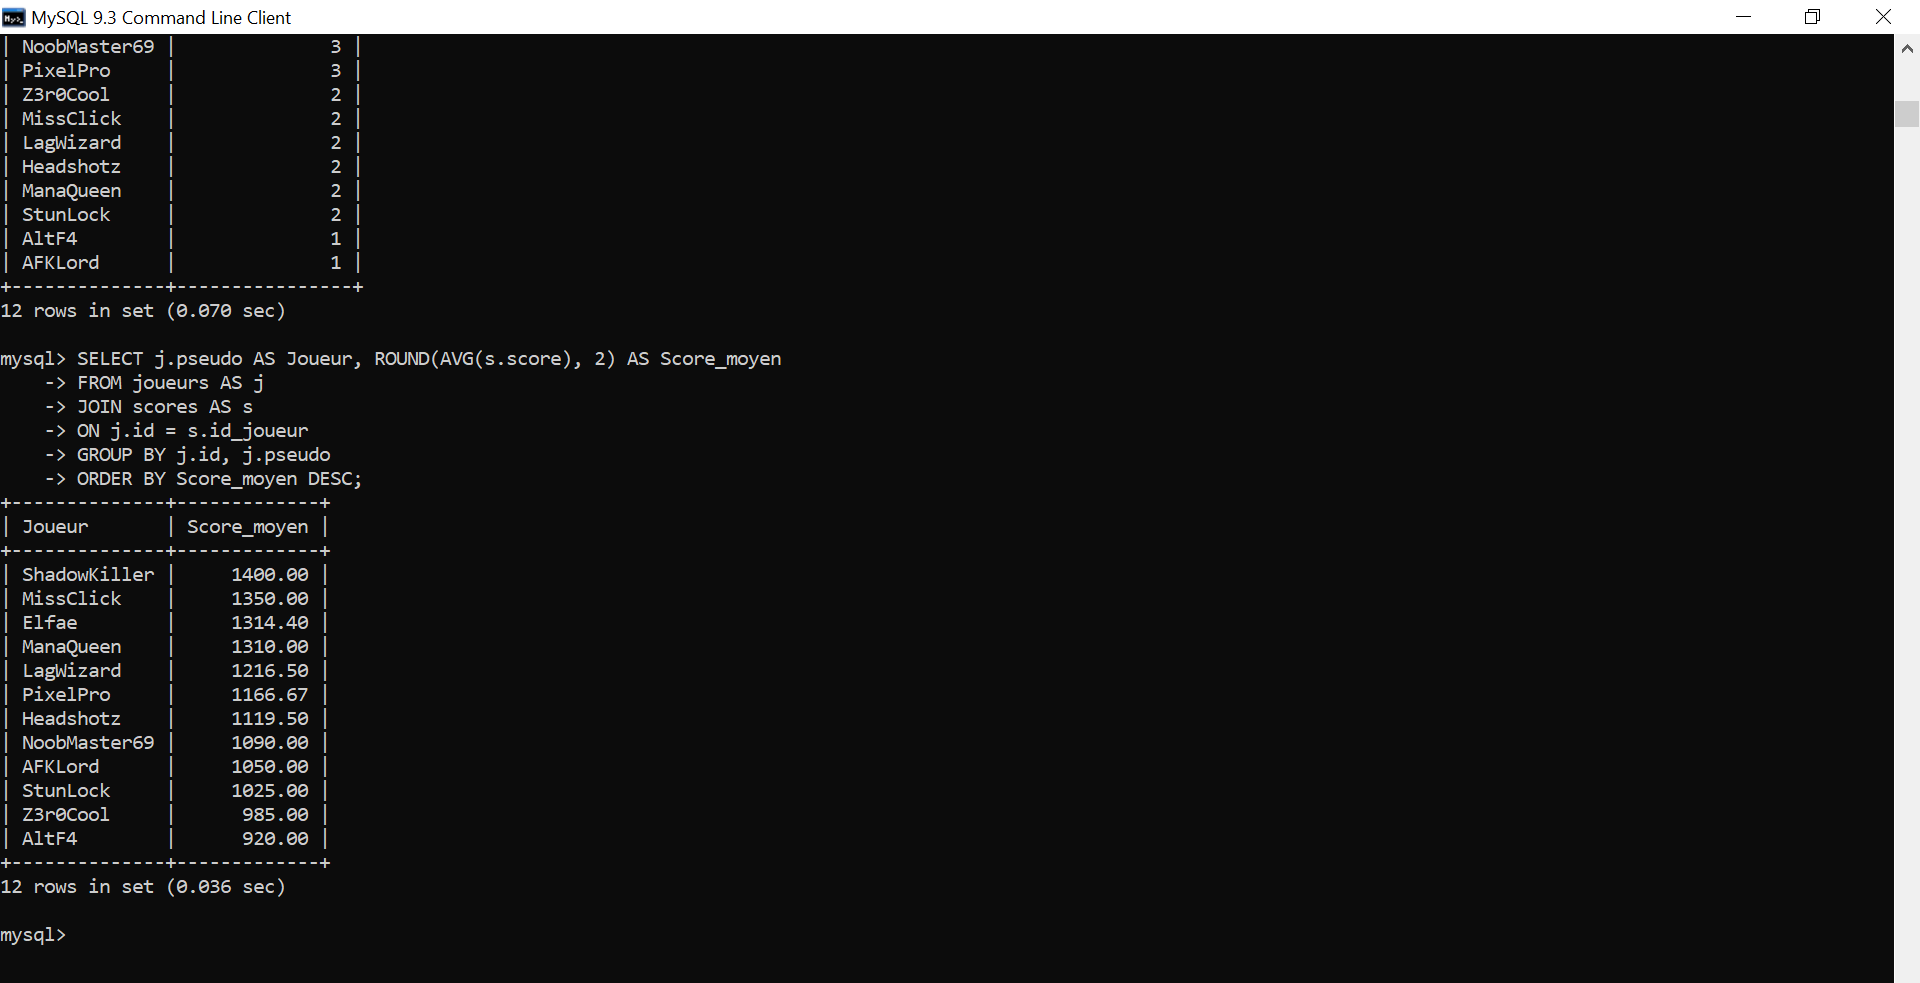 MySQL 9.3 Command Line Client
| NoobMaster69 |              3 |
| PixelPro     |              3 |
| Z3r0Cool     |              2 |
| MissClick    |              2 |
| LagWizard    |              2 |
| Headshotz    |              2 |
| ManaQueen    |              2 |
| StunLock     |              2 |
| AltF4        |              1 |
| AFKLord      |              1 |
+--------------+----------------+
12 rows in set (0.070 sec)

mysql> SELECT j.pseudo AS Joueur, ROUND(AVG(s.score), 2) AS Score_moyen
    -> FROM joueurs AS j
    -> JOIN scores AS s
    -> ON j.id = s.id_joueur
    -> GROUP BY j.id, j.pseudo
    -> ORDER BY Score_moyen DESC;
+--------------+-------------+
| Joueur       | Score_moyen |
+--------------+-------------+
| ShadowKiller |     1400.00 |
| MissClick    |     1350.00 |
| Elfae        |     1314.40 |
| ManaQueen    |     1310.00 |
| LagWizard    |     1216.50 |
| PixelPro     |     1166.67 |
| Headshotz    |     1119.50 |
| NoobMaster69 |     1090.00 |
| AFKLord      |     1050.00 |
| StunLock     |     1025.00 |
| Z3r0Cool     |      985.00 |
| AltF4        |      920.00 |
+--------------+-------------+
12 rows in set (0.036 sec)

mysql>